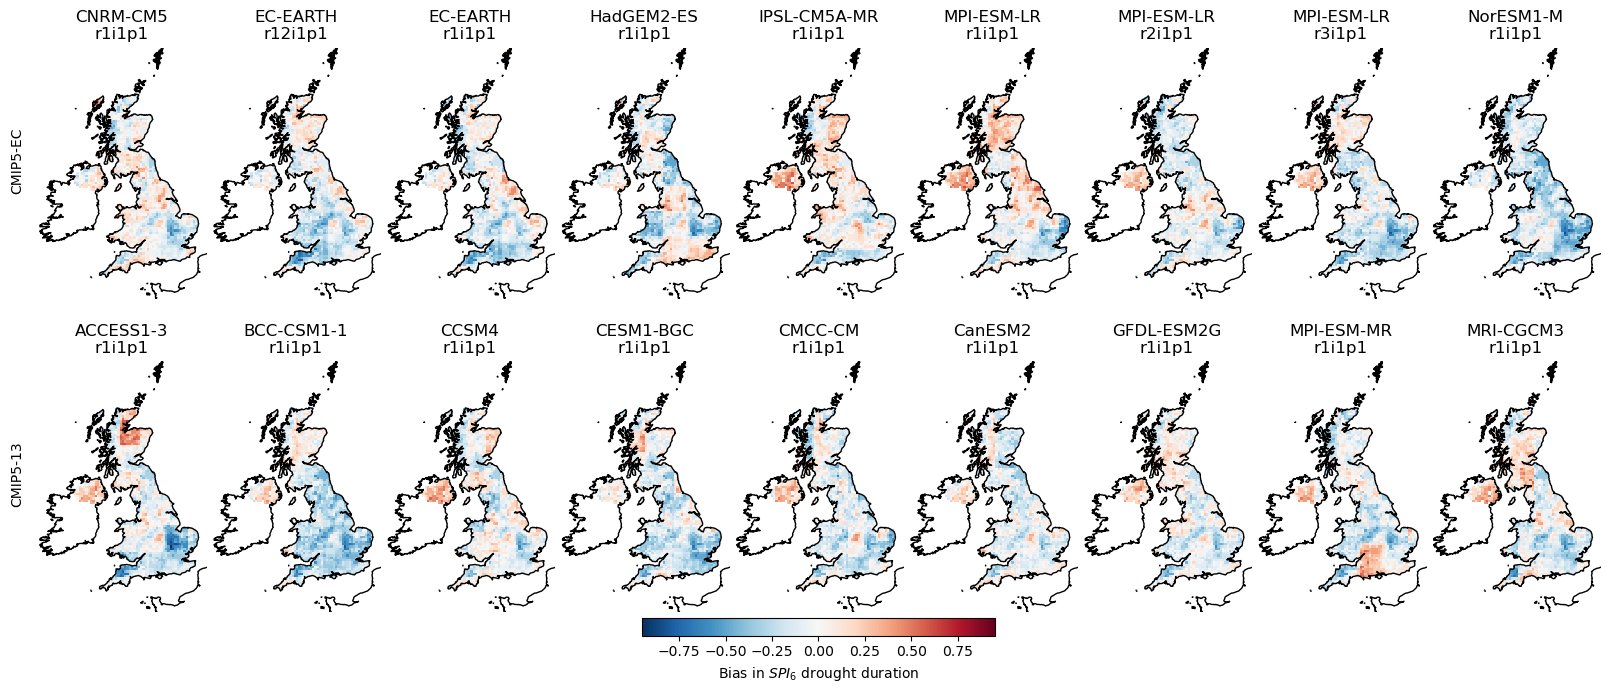 CNRM-CM5
r1i1p1
EC-EARTH
r12i1p1
EC-EARTH
r1i1p1
HadGEM2-ES
r1i1p1
IPSL-CM5A-MR
r1i1p1
MPI-ESM-LR
r1i1p1
MPI-ESM-LR
r2i1p1
MPI-ESM-LR
r3i1p1
NorESM1-M
r1i1p1
CMIP5-EC
ACCESS1-3
r1i1p1
BCC-CSM1-1
r1i1p1
CCSM4
r1i1p1
CESM1-BGC
r1i1p1
CMCC-CM
r1i1p1
CanESM2
r1i1p1
GFDL-ESM2G
r1i1p1
MPI-ESM-MR
r1i1p1
MRI-CGCM3
r1i1p1
CMIP5-13
−0.75 −0.50 −0.25 0.00 0.25 0.50 0.75
Bias in SPI₆ drought duration